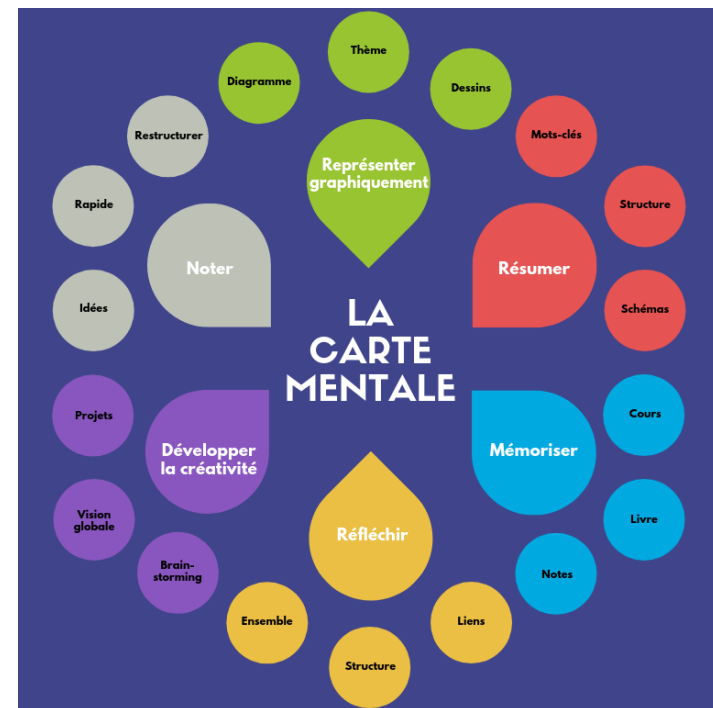 Thème
Diagramme
Dessins
Restructurer
Mots-clés
Représenter
graphiquement
Rapide
Structure
Noter
Résumer
Idées
Schémas
LA
CARTE
MENTALE
Projets
Cours
Développer
la créativité
Mémoriser
Vision
globale
Livre
Réfléchir
Brain-
storming
Notes
Ensemble
Liens
Structure